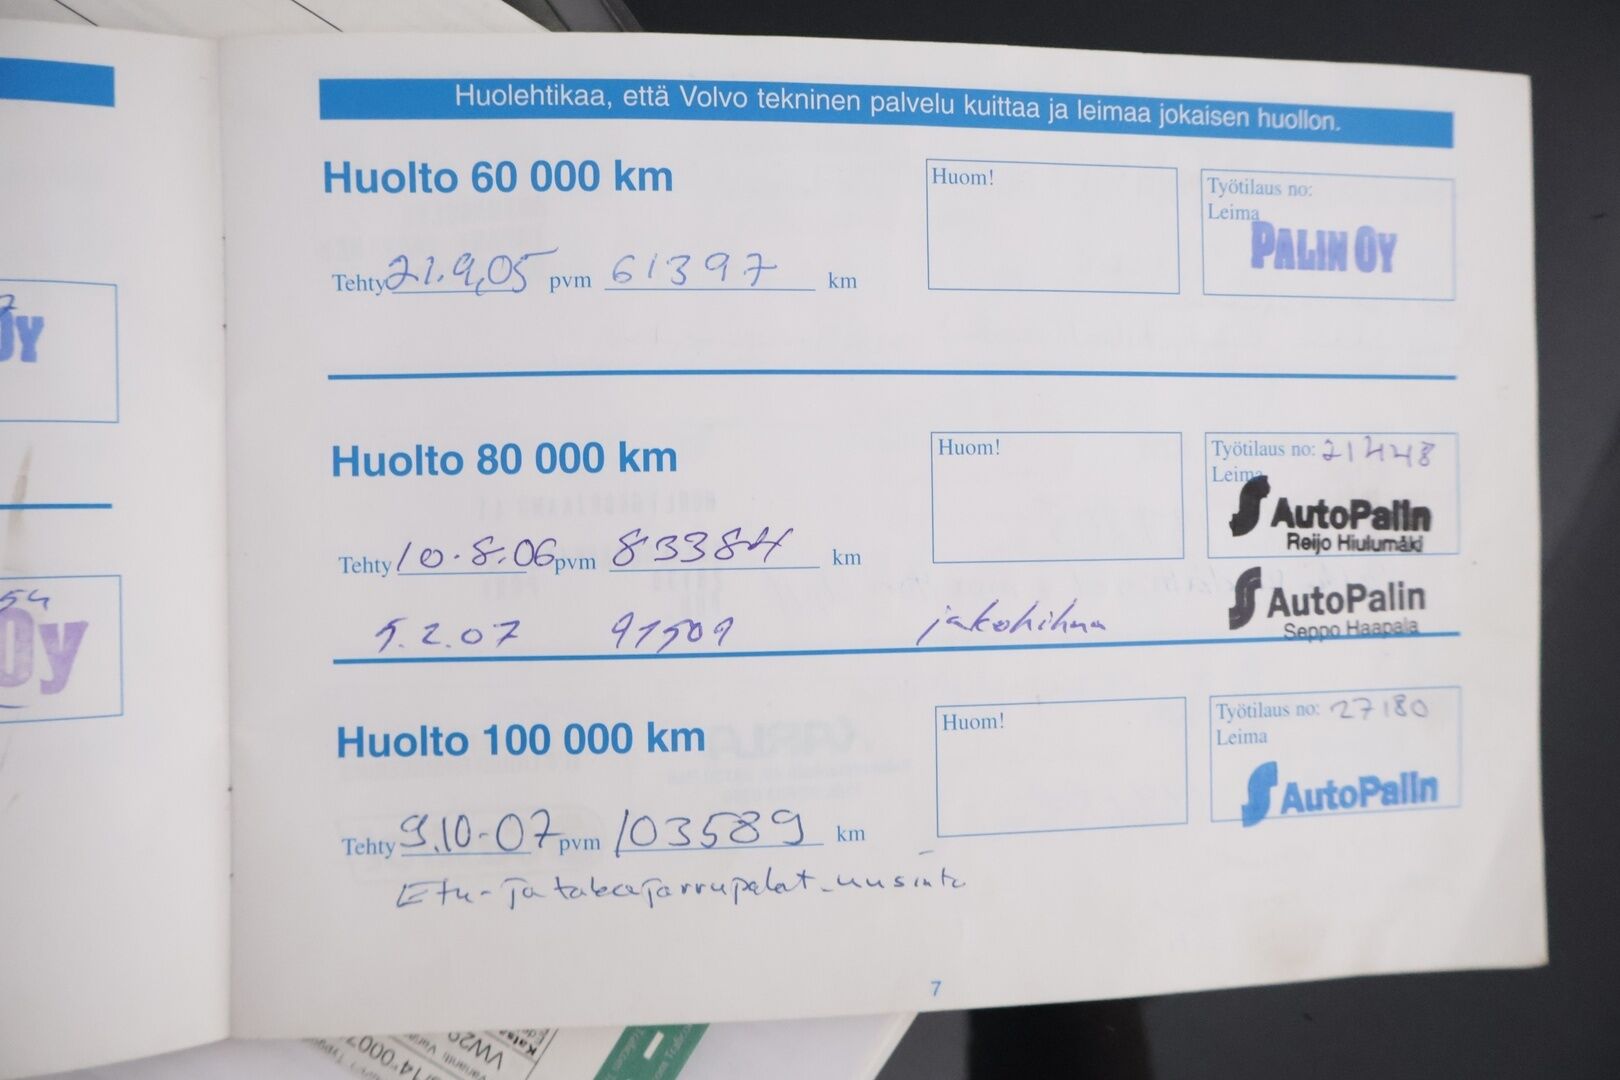 Huolehtikaa, että Volvo tekninen palvelu kuittaa ja leimaa jokaisen huollon.
Huolto 60 000 km
Huom!
Työtilaus no:
Leima
PALIN OY
Tehty 21.9.05 pvm 61397 km
OY
Huolto 80 000 km
Huom!
Työtilaus no: 21448
Leima
AutoPalin
Reijo Hiulumäki
Tehty 10.8.06 pvm 83384 km
5.2.07 91509 jakohihna
AutoPalin
Seppo Haapala
Oy
Huolto 100 000 km
Huom!
Työtilaus no: 27180
Leima
AutoPalin
Tehty 9.10-07 pvm 103589 km
Etu- ja takajarrupalat uusinta
7